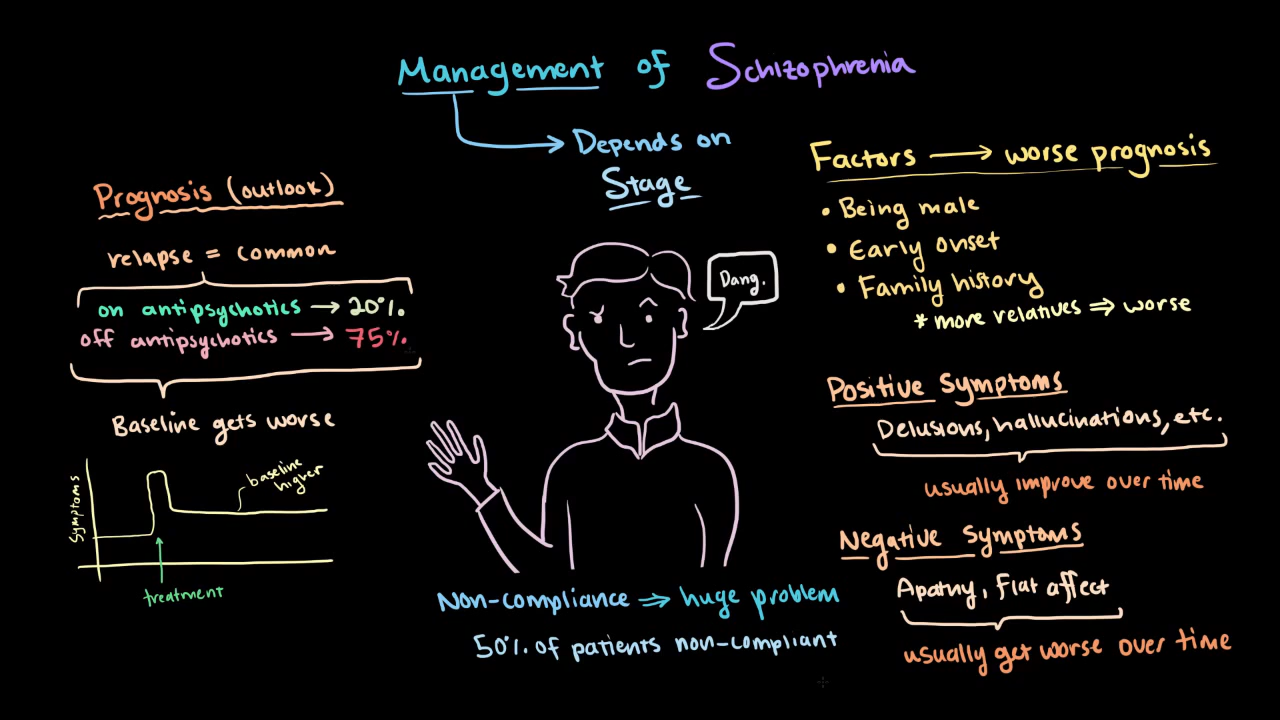 Management of Schizophrenia
Depends on
Stage
Prognosis (outlook)
relapse = common
on antipsychotics → 20%.
off antipsychotics → 75%.
Baseline gets worse
Symptoms
baseline
higher
treatment
Dang.
Non-compliance ⇒ huge problem
50% of patients non-compliant
Factors → worse prognosis
• Being male
• Early onset
• Family history
* more relatives ⇒ worse
Positive Symptoms
Delusions, hallucinations, etc.
usually improve over time
Negative Symptoms
Apathy, Flat affect
usually get worse over time